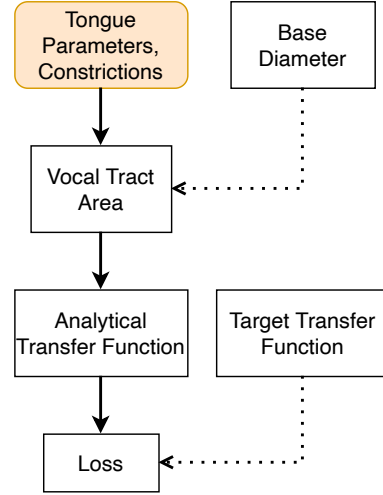 Tongue
Parameters,
Constrictions
Base
Diameter
Vocal Tract
Area
Analytical
Transfer Function
Target Transfer
Function
Loss